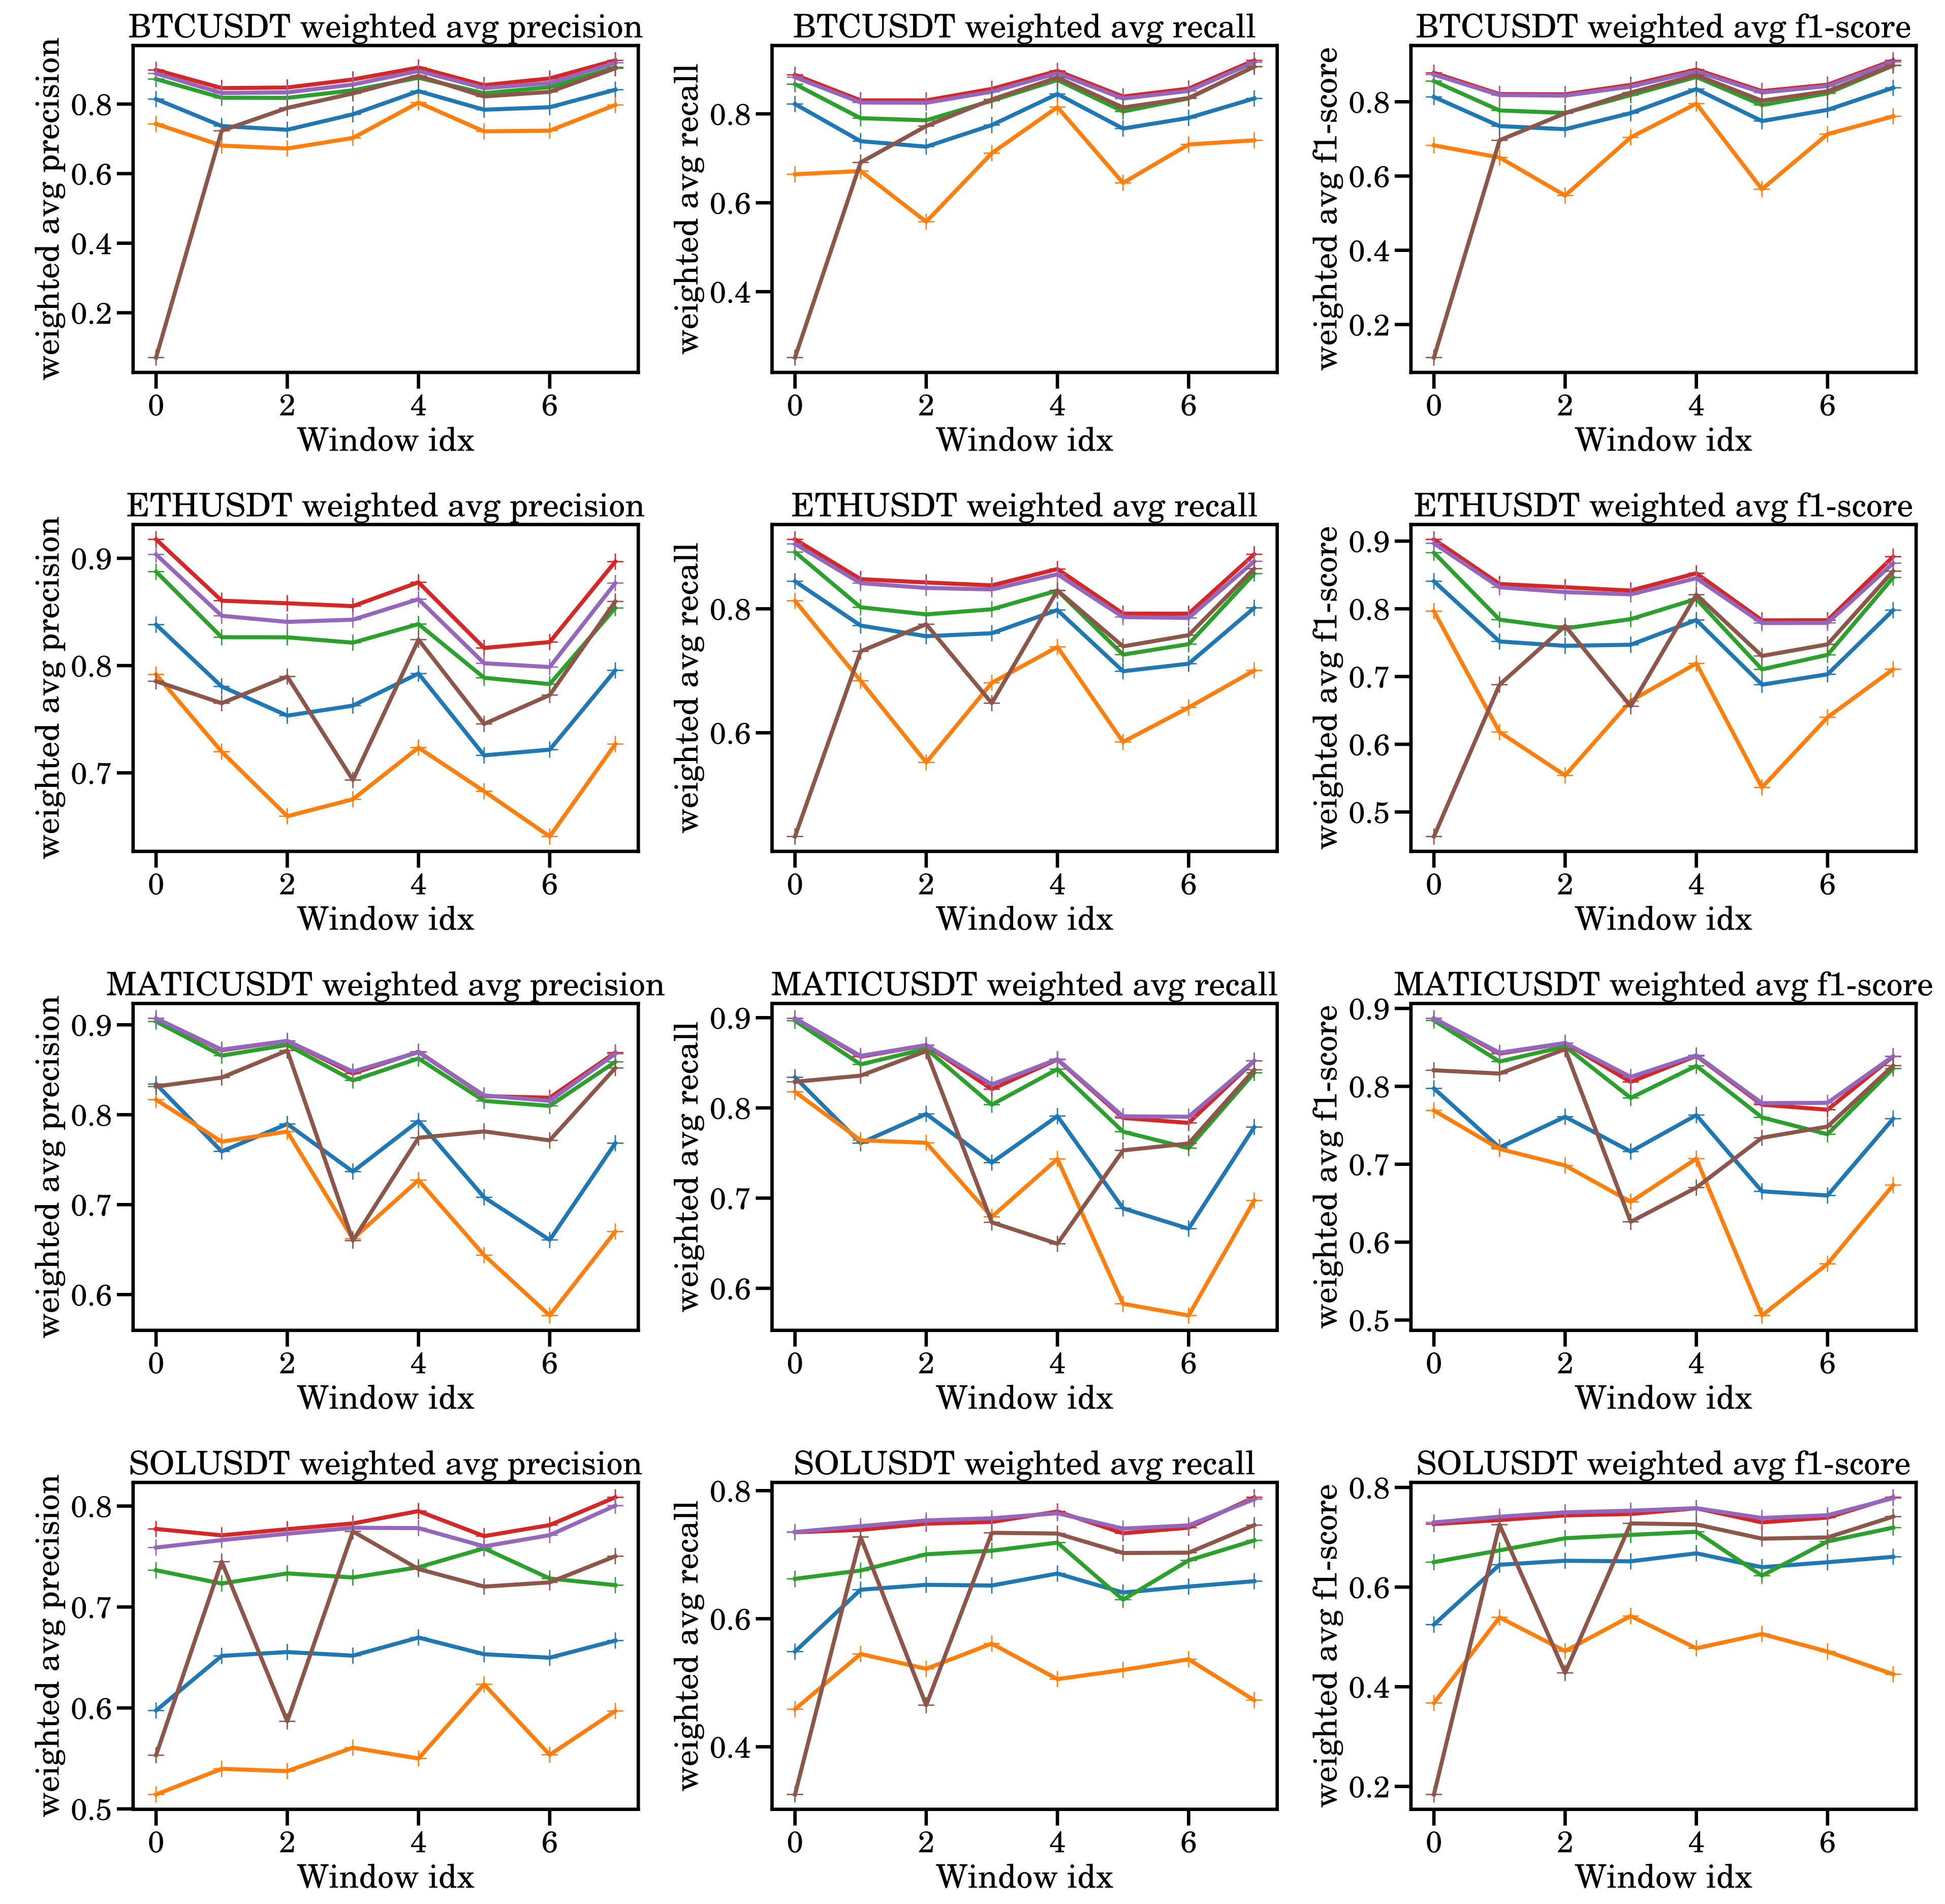 BTCUSDT weighted avg precision
weighted avg precision
0.8
0.6
0.4
0.2
0 2 4 6
Window idx
BTCUSDT weighted avg recall
weighted avg recall
0.8
0.6
0.4
0 2 4 6
Window idx
BTCUSDT weighted avg f1-score
weighted avg f1-score
0.8
0.6
0.4
0.2
0 2 4 6
Window idx
ETHUSDT weighted avg precision
weighted avg precision
0.9
0.8
0.7
0 2 4 6
Window idx
ETHUSDT weighted avg recall
weighted avg recall
0.8
0.6
0 2 4 6
Window idx
ETHUSDT weighted avg f1-score
weighted avg f1-score
0.9
0.8
0.7
0.6
0.5
0 2 4 6
Window idx
MATICUSDT weighted avg precision
weighted avg precision
0.9
0.8
0.7
0.6
0 2 4 6
Window idx
MATICUSDT weighted avg recall
weighted avg recall
0.9
0.8
0.7
0.6
0 2 4 6
Window idx
MATICUSDT weighted avg f1-score
weighted avg f1-score
0.9
0.8
0.7
0.6
0.5
0 2 4 6
Window idx
SOLUSDT weighted avg precision
weighted avg precision
0.8
0.7
0.6
0.5
0 2 4 6
Window idx
SOLUSDT weighted avg recall
weighted avg recall
0.8
0.6
0.4
0 2 4 6
Window idx
SOLUSDT weighted avg f1-score
weighted avg f1-score
0.8
0.6
0.4
0.2
0 2 4 6
Window idx